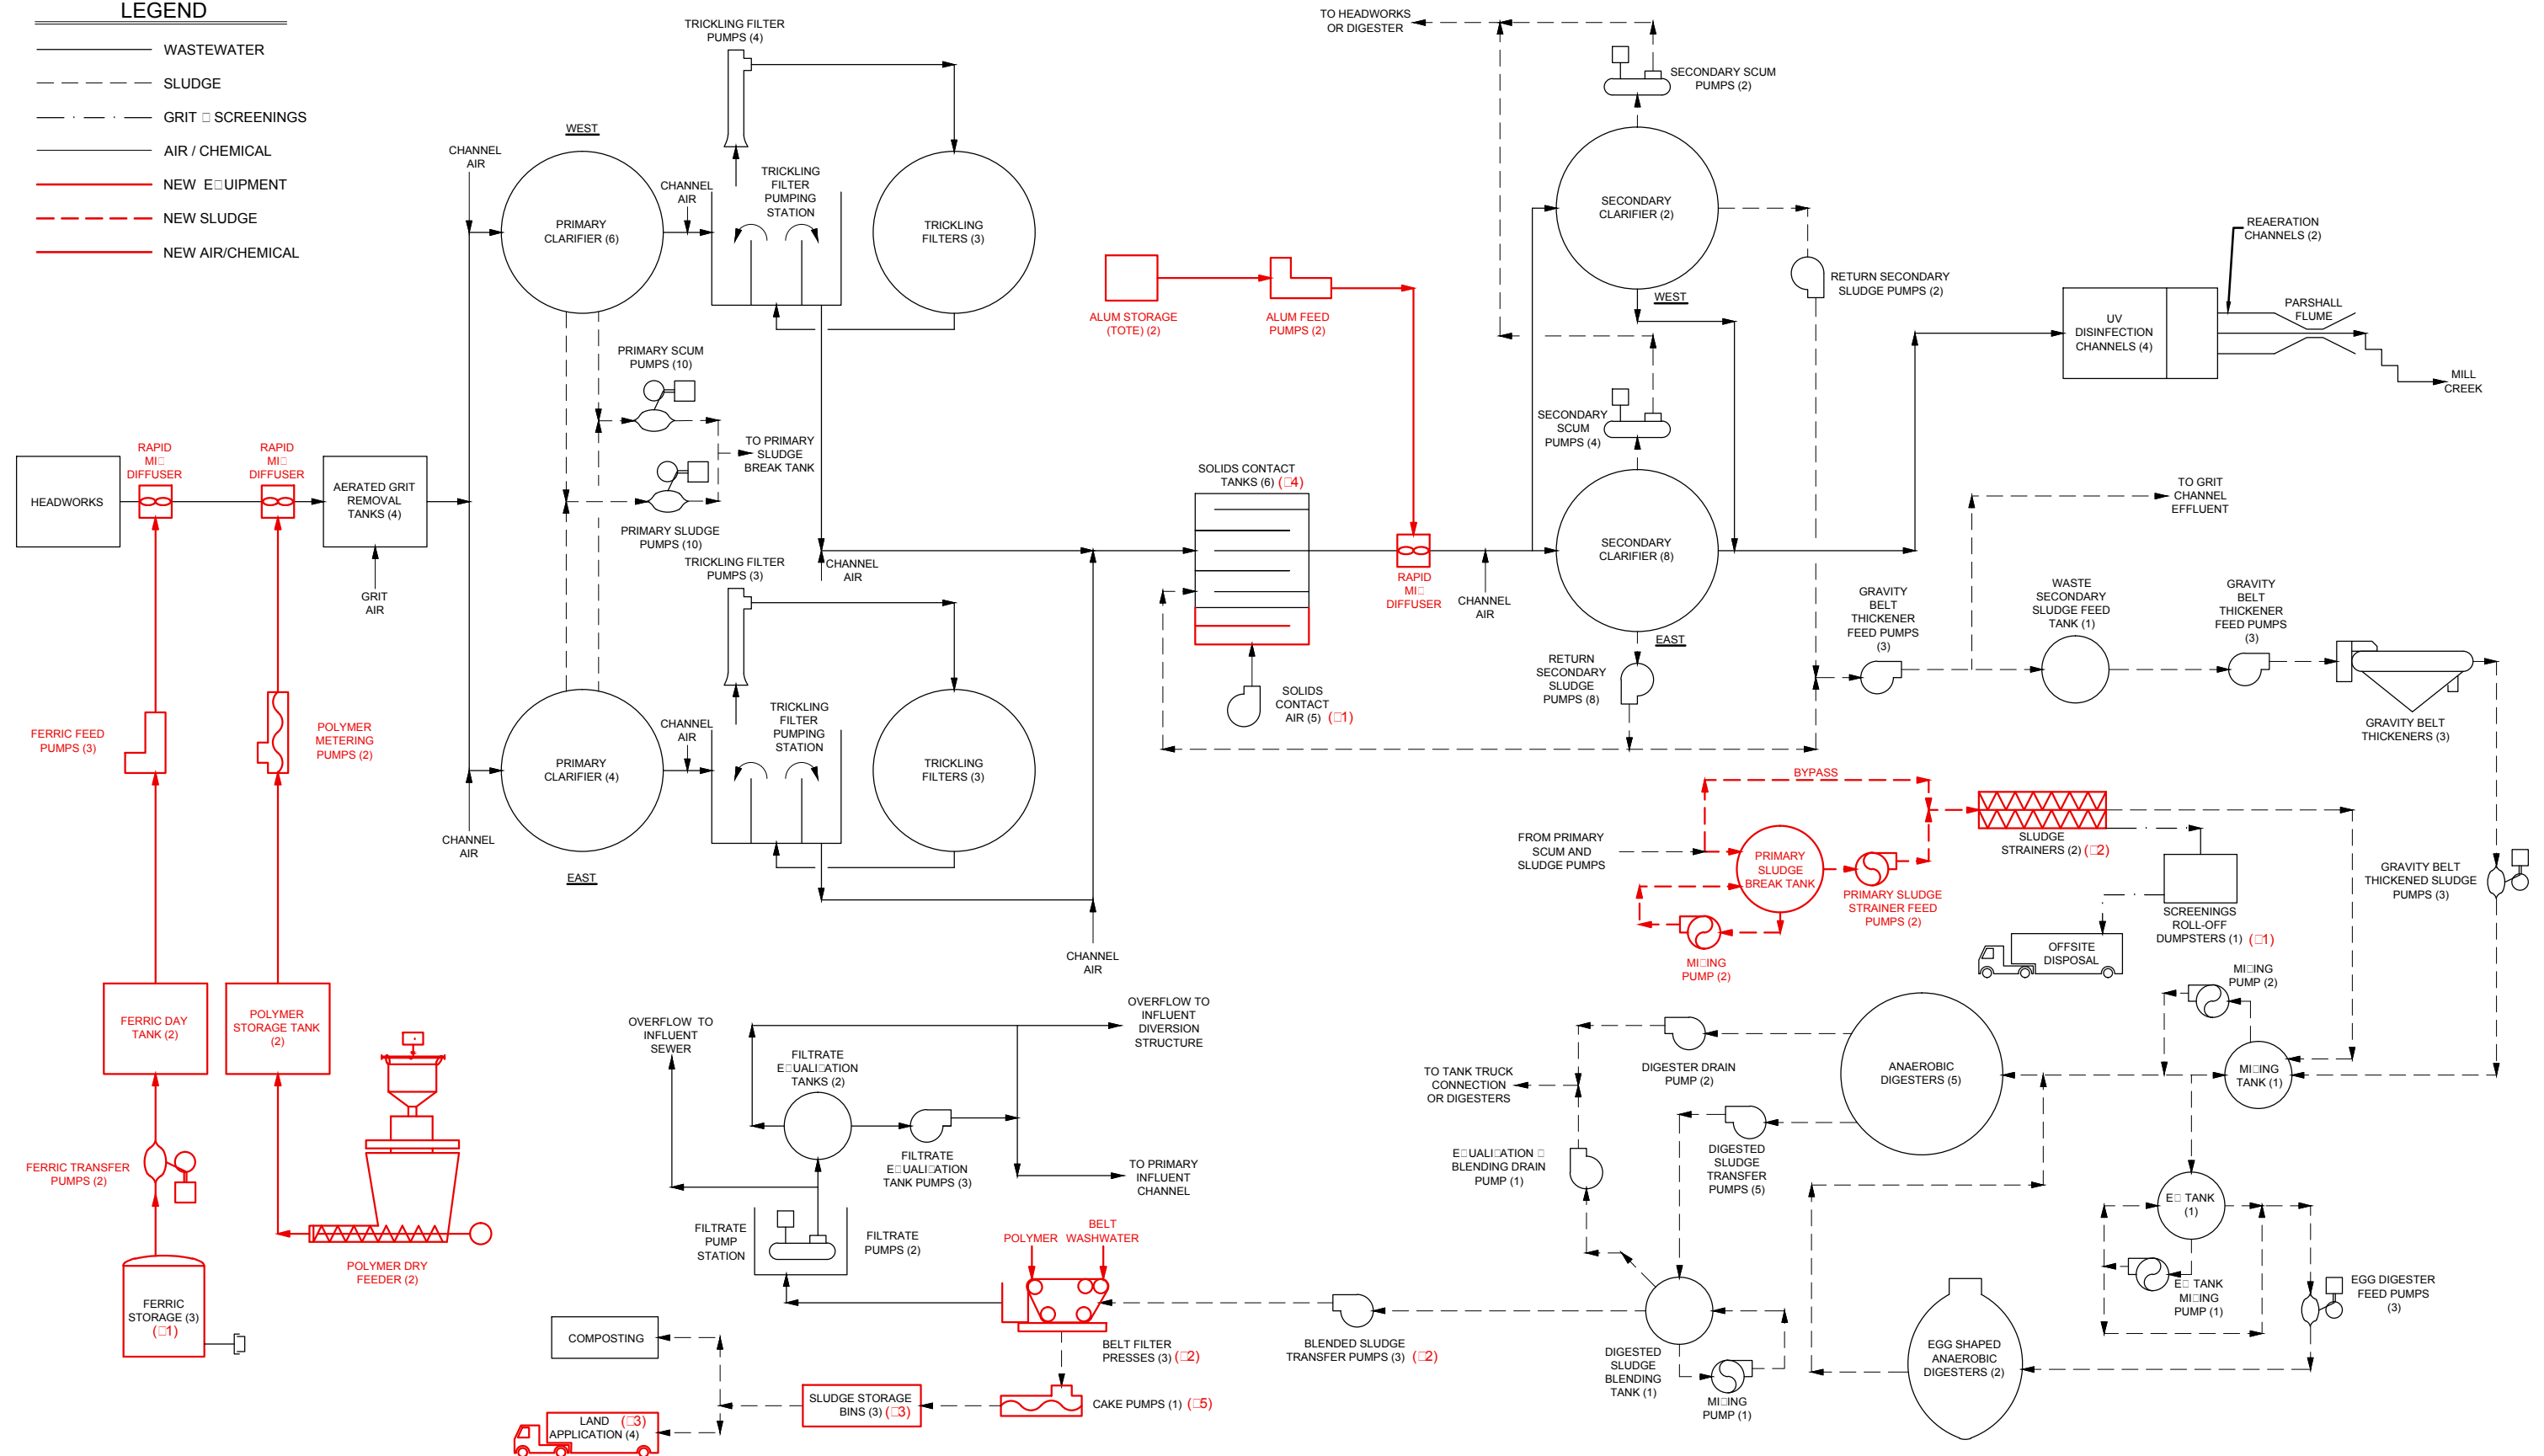 LEGEND
WASTEWATER
SLUDGE
GRIT □ SCREENINGS
AIR / CHEMICAL
NEW E□UIPMENT
NEW SLUDGE
NEW AIR/CHEMICAL
TRICKLING FILTER
PUMPS (4)
WEST
CHANNEL
AIR
PRIMARY
CLARIFIER (6)
CHANNEL
AIR
TRICKLING
FILTER
PUMPING
STATION
TRICKLING
FILTERS (3)
PRIMARY SCUM
PUMPS (10)
TO PRIMARY
SLUDGE
BREAK TANK
PRIMARY SLUDGE
PUMPS (10)
HEADWORKS
RAPID
MI□
DIFFUSER
RAPID
MI□
DIFFUSER
AERATED GRIT
REMOVAL
TANKS (4)
GRIT
AIR
TRICKLING FILTER
PUMPS (3)
CHANNEL
AIR
FERRIC FEED
PUMPS (3)
POLYMER
METERING
PUMPS (2)
PRIMARY
CLARIFIER (4)
CHANNEL
AIR
TRICKLING
FILTER
PUMPING
STATION
TRICKLING
FILTERS (3)
CHANNEL
AIR
EAST
CHANNEL
AIR
FERRIC DAY
TANK (2)
POLYMER
STORAGE TANK
(2)
FERRIC TRANSFER
PUMPS (2)
POLYMER DRY
FEEDER (2)
FERRIC
STORAGE (3)
(□1)
TO HEADWORKS
OR DIGESTER
SECONDARY SCUM
PUMPS (2)
SECONDARY
CLARIFIER (2)
WEST
RETURN SECONDARY
SLUDGE PUMPS (2)
ALUM STORAGE
(TOTE) (2)
ALUM FEED
PUMPS (2)
SECONDARY
SCUM
PUMPS (4)
SOLIDS CONTACT
TANKS (6) (□4)
RAPID
MI□
DIFFUSER
CHANNEL
AIR
SECONDARY
CLARIFIER (8)
EAST
RETURN
SECONDARY
SLUDGE
PUMPS (8)
SOLIDS
CONTACT
AIR (5) (□1)
REAERATION
CHANNELS (2)
UV
DISINFECTION
CHANNELS (4)
PARSHALL
FLUME
MILL
CREEK
TO GRIT
CHANNEL
EFFLUENT
GRAVITY
BELT
THICKENER
FEED PUMPS
(3)
WASTE
SECONDARY
SLUDGE FEED
TANK (1)
GRAVITY
BELT
THICKENER
FEED PUMPS
(3)
GRAVITY BELT
THICKENERS (3)
BYPASS
FROM PRIMARY
SCUM AND
SLUDGE PUMPS
PRIMARY
SLUDGE
BREAK TANK
PRIMARY SLUDGE
STRAINER FEED
PUMPS (2)
MI□ING
PUMP (2)
SLUDGE
STRAINERS (2) (□2)
SCREENINGS
ROLL-OFF
DUMPSTERS (1) (□1)
OFFSITE
DISPOSAL
GRAVITY BELT
THICKENED SLUDGE
PUMPS (3)
MI□ING
PUMP (2)
MI□ING
TANK (1)
ANAEROBIC
DIGESTERS (5)
DIGESTER DRAIN
PUMP (2)
TO TANK TRUCK
CONNECTION
OR DIGESTERS
DIGESTED
SLUDGE
TRANSFER
PUMPS (5)
E□UALI□ATION □
BLENDING DRAIN
PUMP (1)
E□ TANK
(1)
E□ TANK
MI□ING
PUMP (1)
EGG DIGESTER
FEED PUMPS
(3)
EGG SHAPED
ANAEROBIC
DIGESTERS (2)
DIGESTED
SLUDGE
BLENDING
TANK (1)
MI□ING
PUMP (1)
BLENDED SLUDGE
TRANSFER PUMPS (3) (□2)
OVERFLOW TO
INFLUENT
SEWER
FILTRATE
E□UALI□ATION
TANKS (2)
OVERFLOW TO
INFLUENT
DIVERSION
STRUCTURE
FILTRATE
E□UALI□ATION
TANK PUMPS (3)
TO PRIMARY
INFLUENT
CHANNEL
FILTRATE
PUMP
STATION
FILTRATE
PUMPS (2)
POLYMER
BELT
WASHWATER
BELT FILTER
PRESSES (3) (□2)
CAKE PUMPS (1) (□5)
COMPOSTING
SLUDGE STORAGE
BINS (3) (□3)
LAND (□3)
APPLICATION (4)